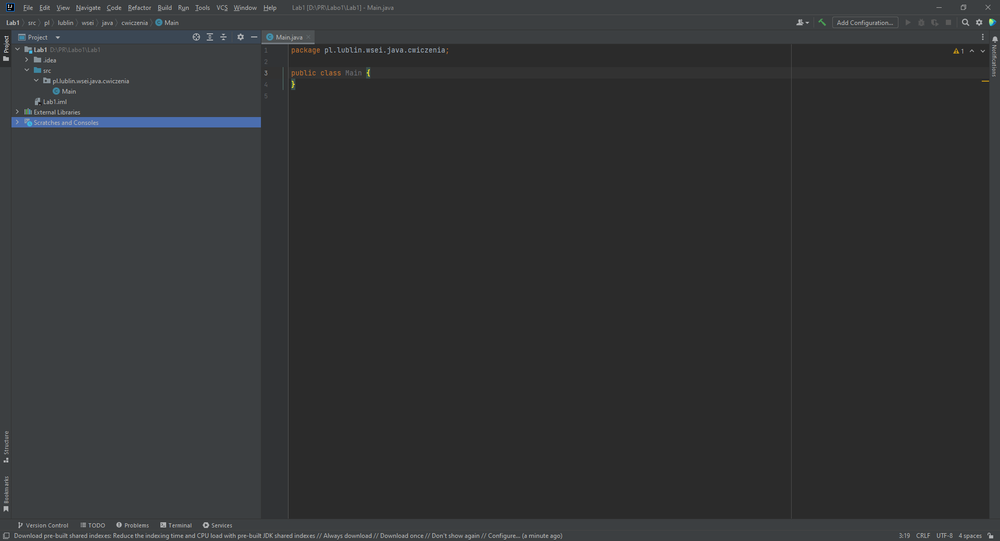 IJ File Edit View Navigate Code Refactor Build Run Tools VCS Window Help Lab1 [D:\PR\Labo1\Lab1] - Main.java
Lab1 src pl lublin wsei java cwiczenia C Main Add Configuration...
Project
Project
C Main.java
Lab1 D:\PR\Labo1\Lab1
.idea
src
pl.lublin.wsei.java.cwiczenia
C Main
Lab1.iml
External Libraries
Scratches and Consoles
1 package pl.lublin.wsei.java.cwiczenia;
2
3 public class Main {
4 }
5
1
Notifications
Structure
Bookmarks
Version Control TODO Problems Terminal Services
Download pre-built shared indexes: Reduce the indexing time and CPU load with pre-built JDK shared indexes // Always download // Download once // Don't show again // Configure... (a minute ago) 3:19 CRLF UTF-8 4 spaces